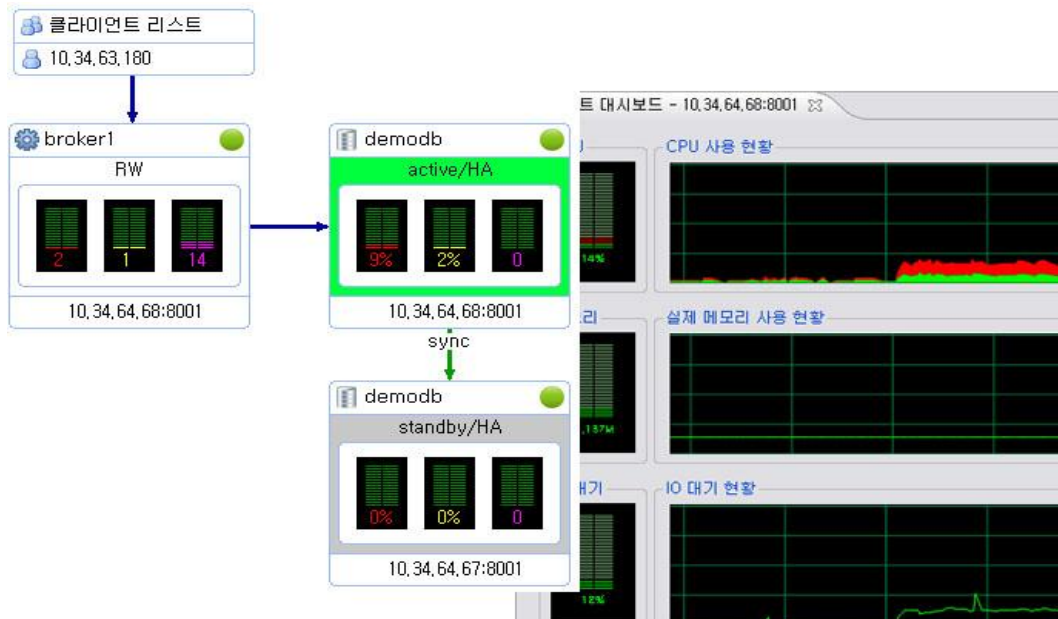 클라이언트 리스트
10,34,63,180
broker1
RW
2
1
14
10,34,64,68:8001
demodb
active/HA
9%
2%
0
10,34,64,68:8001
sync
demodb
standby/HA
0%
0%
0
10,34,64,67:8001
트 대시보드 - 10,34,64,68:8001
CPU 사용 현황
14%
리
실제 메모리 사용 현황
,137M
대기
IO 대기 현황
12%